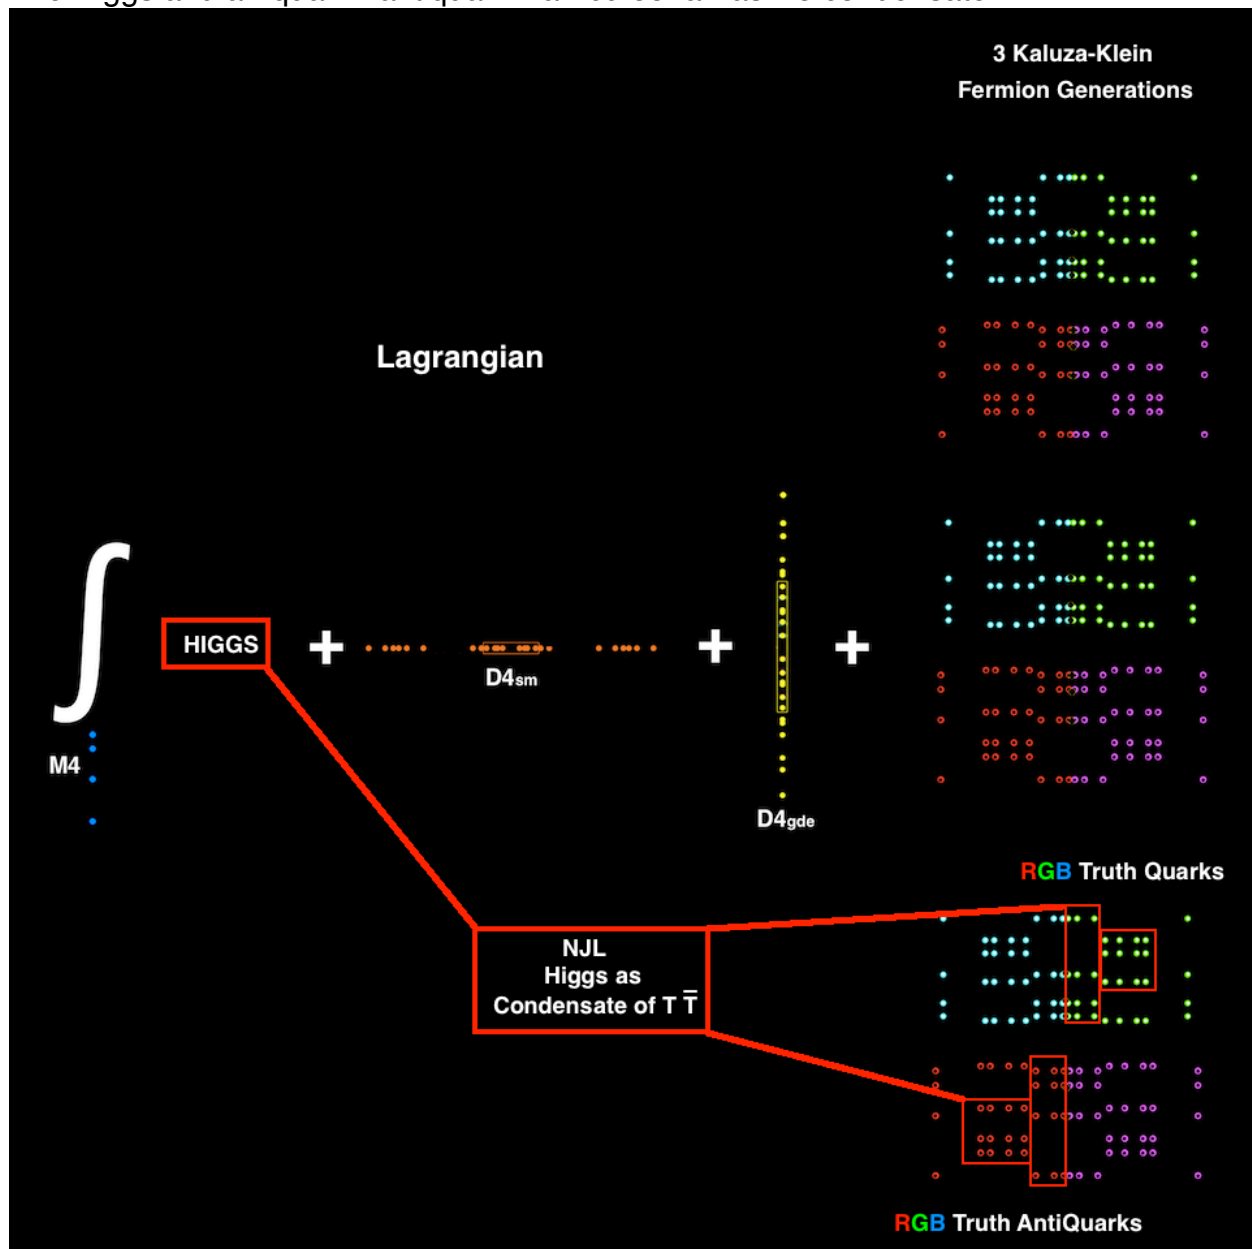 3 Kaluza-Klein
Fermion Generations
Lagrangian
∫
HIGGS
+
D4sm
+
D4gde
+
M4
RGB Truth Quarks
NJL
Higgs as
Condensate of T T̅
RGB Truth AntiQuarks